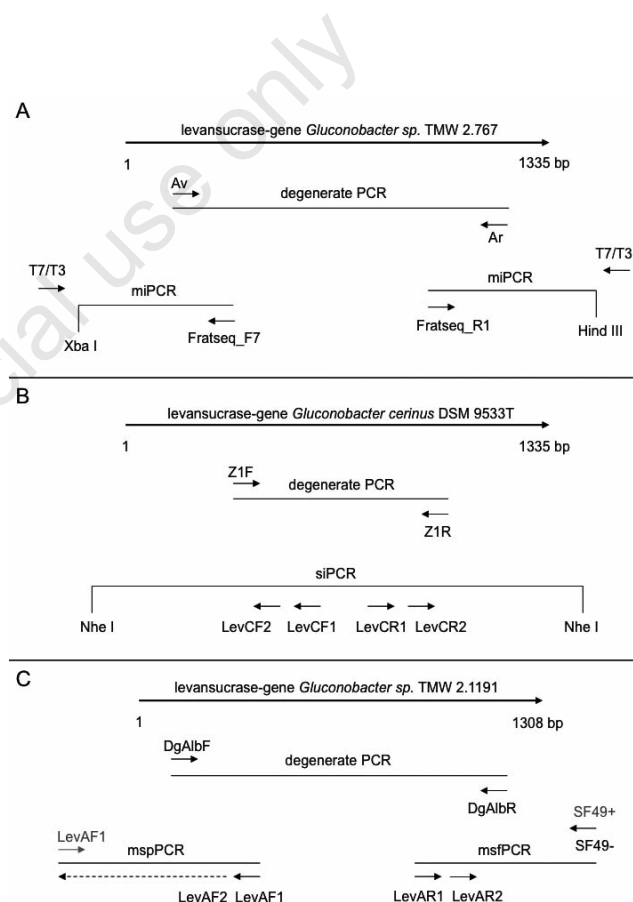 cial use only
A
levansucrase-gene Gluconobacter sp. TMW 2.767
1
1335 bp
Av
degenerate PCR
Ar
T7/T3
T7/T3
miPCR
miPCR
Fratseq_F7
Fratseq_R1
Xba I
Hind III
B
levansucrase-gene Gluconobacter cerinus DSM 9533T
1
1335 bp
Z1F
degenerate PCR
Z1R
siPCR
Nhe I
LevCF2
LevCF1
LevCR1
LevCR2
Nhe I
C
levansucrase-gene Gluconobacter sp. TMW 2.1191
1
1308 bp
DgAlbF
degenerate PCR
DgAlbR
SF49+
SF49-
LevAF1
mspPCR
msfPCR
LevAF2
LevAF1
LevAR1
LevAR2